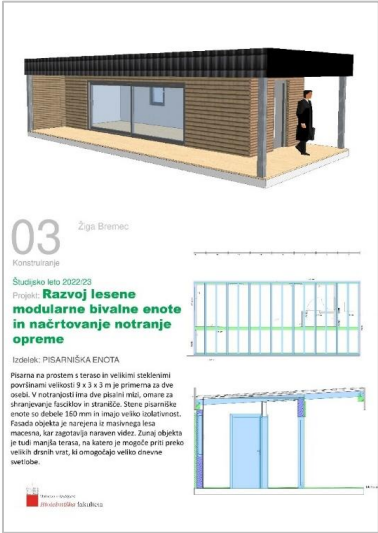 03
Žiga Bremec
Konstruiranje
Študijsko leto 2022/23
Projekt: Razvoj lesene
modularne bivalne enote
in načrtovanje notranje
opreme
Izdelek: PISARNIŠKA ENOTA
Pisarna na prostem s teraso in velikimi steklenimi
površinami velikosti 9 x 3 x 3 m je primerna za dve
osebi. V notranjosti ima dve pisalni mizi, omare za
shranjevanje fasciklov in stranišče. Stene pisarniške
enote so debele 160 mm in imajo veliko izolativnost.
Fasada objekta je narejena iz masivnega lesa
macesna, kar zagotavlja naraven videz. Zunaj objekta
je tudi manjša terasa, na katero je mogoče priti preko
velikih drsnih vrat, ki omogočajo veliko dnevne
svetlobe.
Biotehniška fakulteta